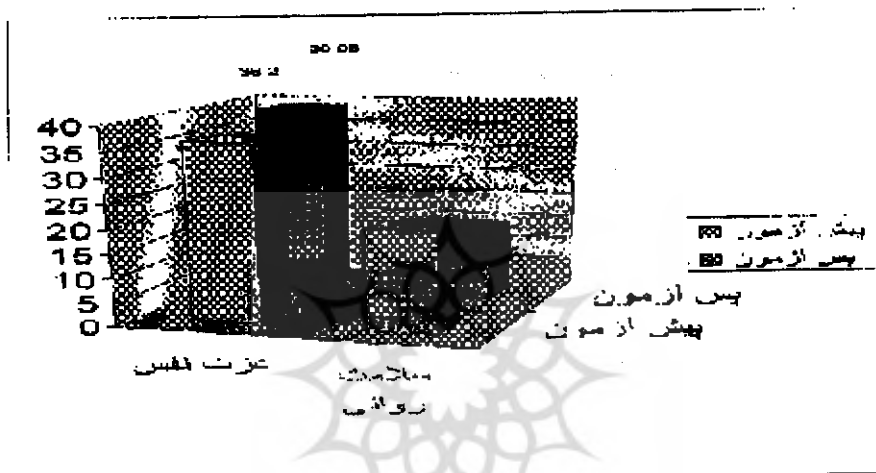 40
35
30
25
20
15
10
5
0
پیش آزمون
پس آزمون
پس آزمون
پیش آزمون
عزت نفس
سلامت
روانی